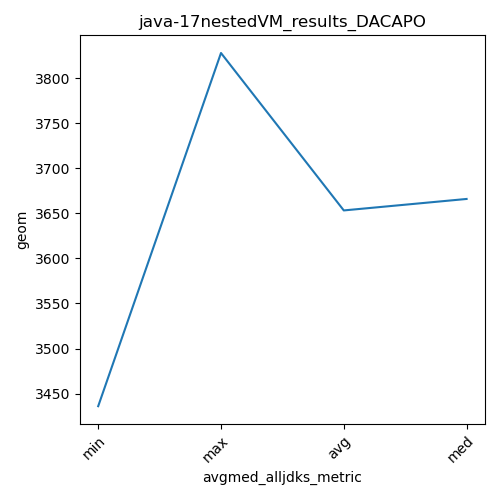 java-17nestedVM_results_DACAPO
geom
3800
3750
3700
3650
3600
3550
3500
3450
min
max
avg
med
avgmed_alljdks_metric